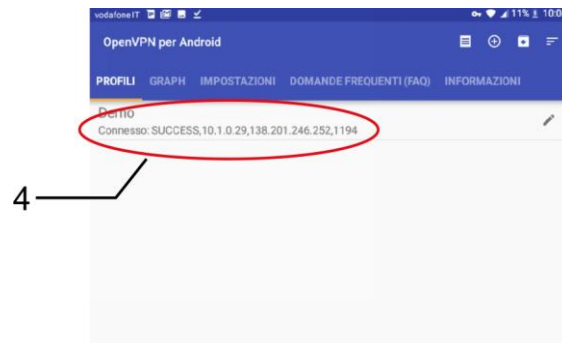 vodafone IT 11% 10:0
OpenVPN per Android
PROFILI GRAPH IMPOSTAZIONI DOMANDE FREQUENTI (FAQ) INFORMAZIONI
Demo
Connesso: SUCCESS,10.1.0.29,138.201.246.252,1194
4